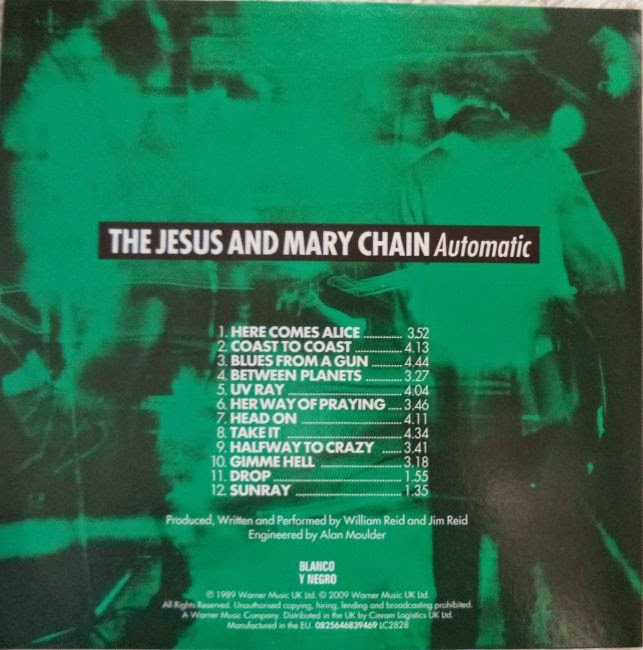 THE JESUS AND MARY CHAIN Automatic
1. HERE COMES ALICE ........... 3.52
2. COAST TO COAST ............. 4.13
3. BLUES FROM A GUN ......... 4.44
4. BETWEEN PLANETS .......... 3.27
5. UV RAY ............................ 4.04
6. HER WAY OF PRAYING .... 3.46
7. HEAD ON ......................... 4.11
8. TAKE IT ............................ 4.34
9. HALFWAY TO CRAZY ..... 3.41
10. GIMME HELL .................... 3.18
11. DROP ................................ 1.55
12. SUNRAY ........................... 1.35
Produced, Written and Performed by William Reid and Jim Reid
Engineered by Alan Moulder
BLANCO
Y NEGRO
℗ 1989 Warner Music UK Ltd. © 2009 Warner Music UK Ltd.
All Rights Reserved. Unauthorised copying, hiring, lending and broadcasting prohibited.
A Warner Music Company. Distributed in the UK by Cinram Logistics UK Ltd.
Manufactured in the EU. 0825646839469 LC2828